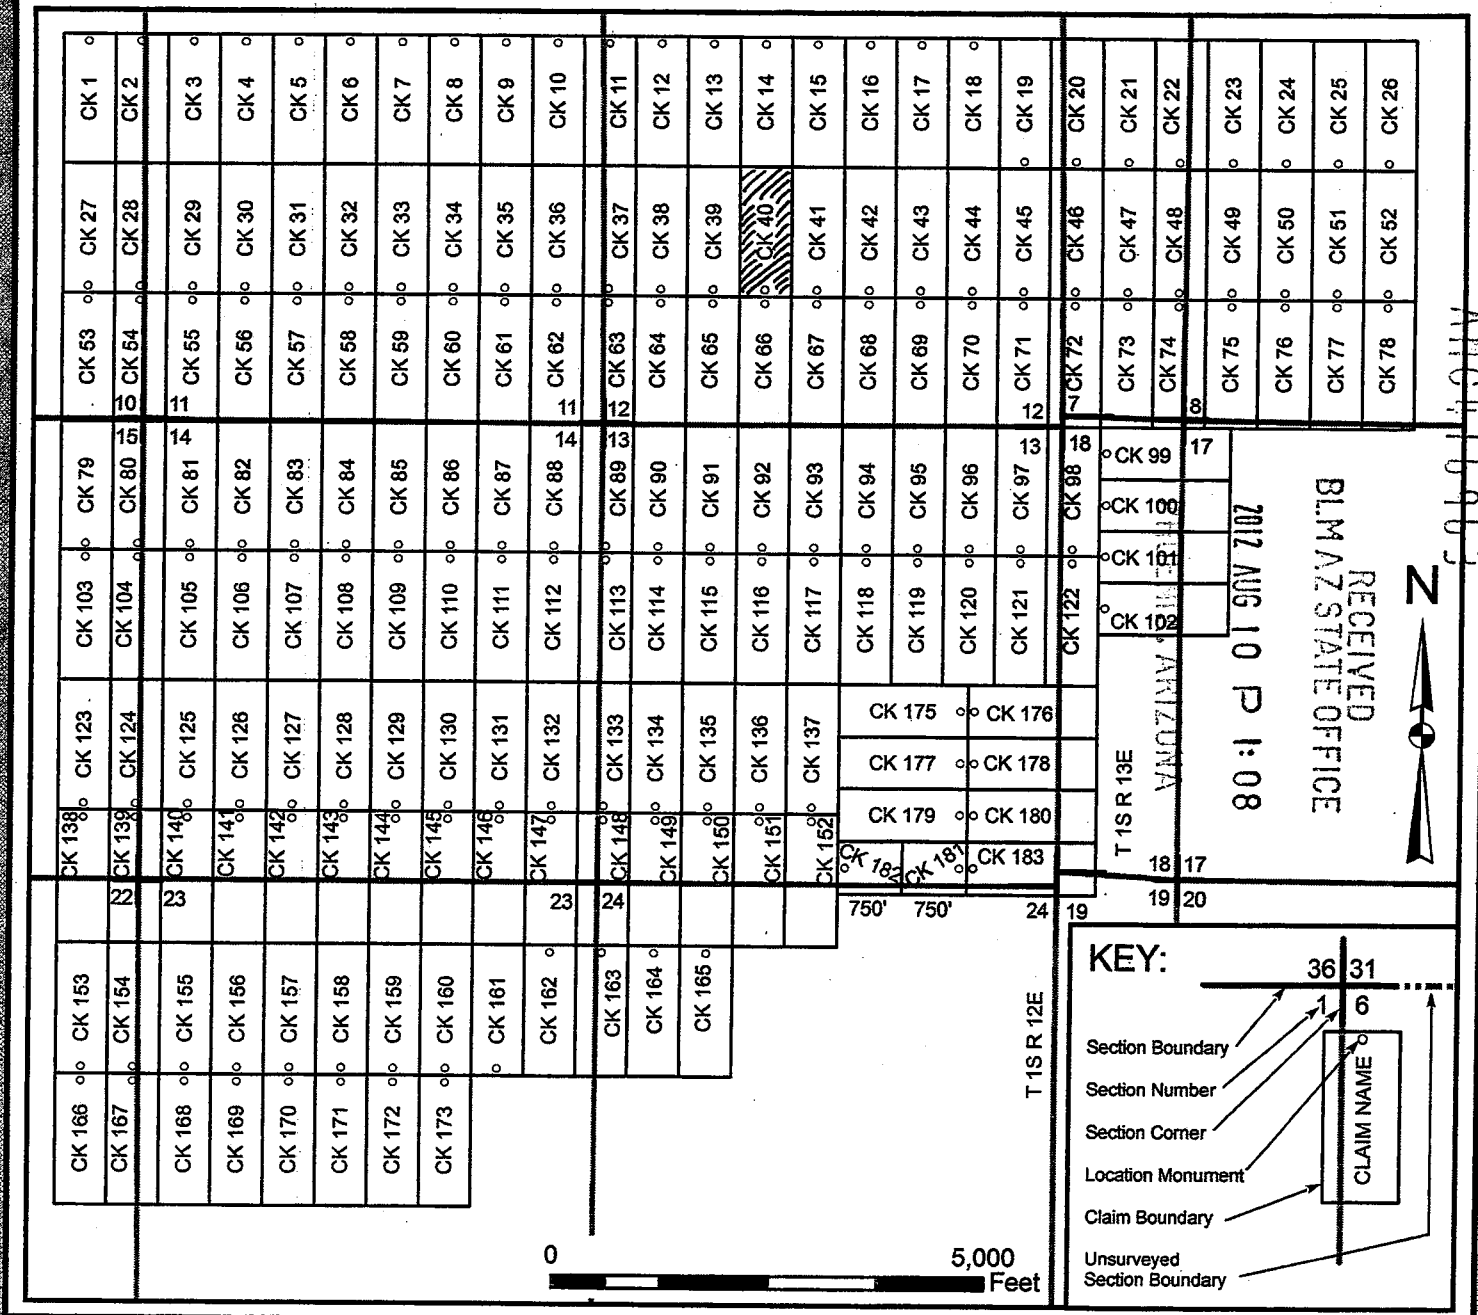 CK 1 CK 2 CK 3 CK 4 CK 5 CK 6 CK 7 CK 8 CK 9 CK 10 CK 11 CK 12 CK 13 CK 14 CK 15 CK 16 CK 17 CK 18 CK 19 CK 20 CK 21 CK 22 CK 23 CK 24 CK 25 CK 26
CK 27 CK 28 CK 29 CK 30 CK 31 CK 32 CK 33 CK 34 CK 35 CK 36 CK 37 CK 38 CK 39 CK 40 CK 41 CK 42 CK 43 CK 44 CK 45 CK 46 CK 47 CK 48 CK 49 CK 50 CK 51 CK 52
CK 53 CK 54 CK 55 CK 56 CK 57 CK 58 CK 59 CK 60 CK 61 CK 62 CK 63 CK 64 CK 65 CK 66 CK 67 CK 68 CK 69 CK 70 CK 71 CK 72 CK 73 CK 74 CK 75 CK 76 CK 77 CK 78
10 11 11 12 12 7 8
15 14 14 13 13 18 17
CK 79 CK 80 CK 81 CK 82 CK 83 CK 84 CK 85 CK 86 CK 87 CK 88 CK 89 CK 90 CK 91 CK 92 CK 93 CK 94 CK 95 CK 96 CK 97 CK 98
CK 99
CK 100
CK 101
CK 102
CK 103 CK 104 CK 105 CK 106 CK 107 CK 108 CK 109 CK 110 CK 111 CK 112 CK 113 CK 114 CK 115 CK 116 CK 117 CK 118 CK 119 CK 120 CK 121 CK 122
CK 123 CK 124 CK 125 CK 126 CK 127 CK 128 CK 129 CK 130 CK 131 CK 132 CK 133 CK 134 CK 135 CK 136 CK 137
CK 175 CK 176
CK 177 CK 178
CK 179 CK 180
CK 138 CK 139 CK 140 CK 141 CK 142 CK 143 CK 144 CK 145 CK 146 CK 147 CK 148 CK 149 CK 150 CK 151 CK 152
CK 182 CK 181 CK 183
18 17
22 23 23 24 24 19 19 20
750' 750'
CK 153 CK 154 CK 155 CK 156 CK 157 CK 158 CK 159 CK 160 CK 161 CK 162 CK 163 CK 164 CK 165
CK 166 CK 167 CK 168 CK 169 CK 170 CK 171 CK 172 CK 173
T 1S R 13E
T 1S R 12E
RECEIVED
BLM AZ STATE OFFICE
2012 AUG 10 P 1:08
ARIZONA
N
0 5,000
Feet
KEY:
36 31
1 6
Section Boundary
Section Number
Section Corner
Location Monument
Claim Boundary
Unsurveyed
Section Boundary
CLAIM NAME